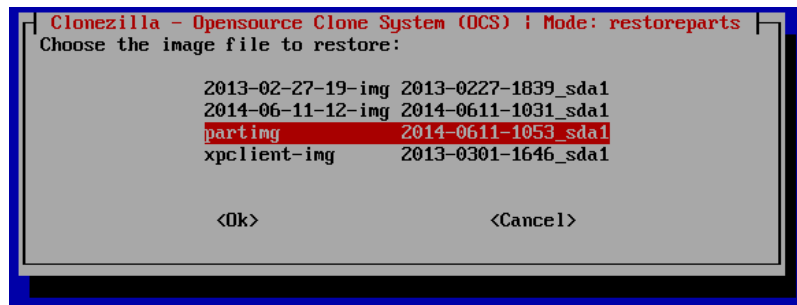 Clonezilla - Opensource Clone System (OCS) | Mode: restoreparts
Choose the image file to restore:
2013-02-27-19-img 2013-0227-1839_sda1
2014-06-11-12-img 2014-0611-1031_sda1
partimg 2014-0611-1053_sda1
xpclient-img 2013-0301-1646_sda1
<Ok> <Cancel>